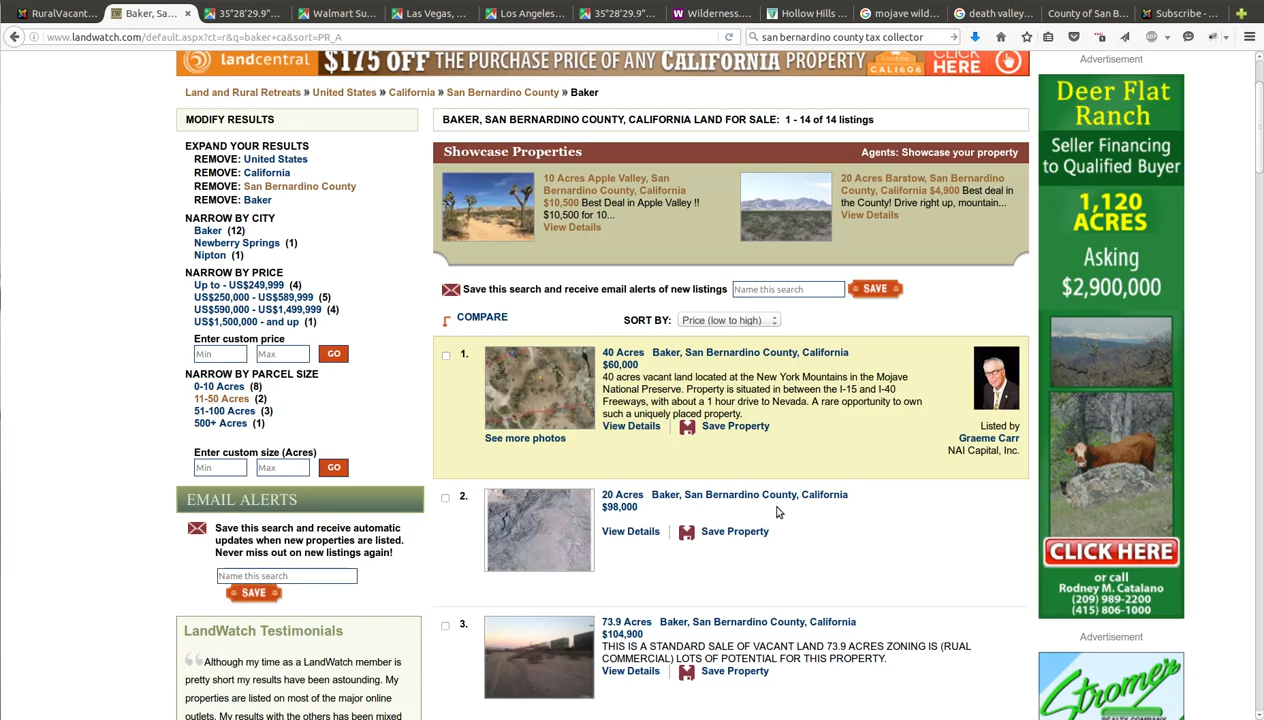 RuralVacant...
Baker, Sa...
35°28'29.9"...
Walmart Su...
Las Vegas, ...
Los Angeles...
35°28'29.9"...
Wilderness....
Hollow Hills ...
mojave wild...
death valley...
County of San B...
Subscribe - ...
www.landwatch.com/default.aspx?ct=r&q=baker+ca&sort=PR_A
san bernardino county tax collector
landcentral $175 OFF THE PURCHASE PRICE OF ANY CALIFORNIA PROPERTY CALI606 CLICK HERE
Land and Rural Retreats » United States » California » San Bernardino County » Baker
MODIFY RESULTS
EXPAND YOUR RESULTS
REMOVE: United States
REMOVE: California
REMOVE: San Bernardino County
REMOVE: Baker
NARROW BY CITY
Baker (12)
Newberry Springs (1)
Nipton (1)
NARROW BY PRICE
Up to - US$249,999 (4)
US$250,000 - US$589,999 (5)
US$590,000 - US$1,499,999 (4)
US$1,500,000 - and up (1)
Enter custom price
Min Max GO
NARROW BY PARCEL SIZE
0-10 Acres (8)
11-50 Acres (2)
51-100 Acres (3)
500+ Acres (1)
Enter custom size (Acres)
Min Max GO
EMAIL ALERTS
Save this search and receive automatic
updates when new properties are listed.
Never miss out on new listings again!
Name this search
SAVE
LandWatch Testimonials
Although my time as a LandWatch member is
pretty short my results have been astounding. My
properties are listed on most of the major online
outlets. My results with the others has been mixed
BAKER, SAN BERNARDINO COUNTY, CALIFORNIA LAND FOR SALE: 1 - 14 of 14 listings
Showcase Properties
Agents: Showcase your property
10 Acres Apple Valley, San
Bernardino County, California
$10,500 Best Deal in Apple Valley !!
$10,500 for 10...
View Details
20 Acres Barstow, San Bernardino
County, California $4,900 Best deal in
the County! Drive right up, mountain...
View Details
Save this search and receive email alerts of new listings Name this search SAVE
COMPARE
SORT BY: Price (low to high)
1.
40 Acres Baker, San Bernardino County, California
$60,000
40 acres vacant land located at the New York Mountains in the Mojave
National Preserve. Property is situated in between the I-15 and I-40
Freeways, with about a 1 hour drive to Nevada. A rare opportunity to own
such a uniquely placed property.
View Details Save Property
See more photos
Listed by
Graeme Carr
NAI Capital, Inc.
2.
20 Acres Baker, San Bernardino County, California
$98,000
View Details Save Property
3.
73.9 Acres Baker, San Bernardino County, California
$104,900
THIS IS A STANDARD SALE OF VACANT LAND 73.9 ACRES ZONING IS (RURAL
COMMERCIAL) LOTS OF POTENTIAL FOR THIS PROPERTY.
View Details Save Property
Advertisement
Deer Flat
Ranch
Seller Financing
to Qualified Buyer
1,120
ACRES
Asking
$2,900,000
CLICK HERE
or call
Rodney M. Catalano
(209) 989-2200
(415) 806-1000
Advertisement
Stromer
REALTY COMPANY